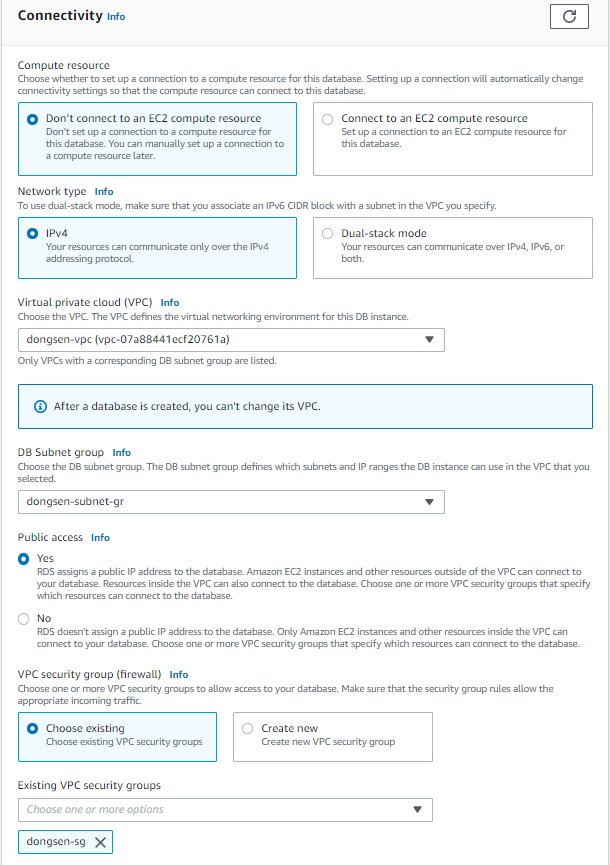 Connectivity Info
Compute resource
Choose whether to set up a connection to a compute resource for this database. Setting up a connection will automatically change
connectivity settings so that the compute resource can connect to this database.
Don't connect to an EC2 compute resource
Don't set up a connection to a compute resource for
this database. You can manually set up a connection to
a compute resource later.
Connect to an EC2 compute resource
Set up a connection to an EC2 compute resource for
this database.
Network type Info
To use dual-stack mode, make sure that you associate an IPv6 CIDR block with a subnet in the VPC you specify.
IPv4
Your resources can communicate only over the IPv4
addressing protocol.
Dual-stack mode
Your resources can communicate over IPv4, IPv6, or
both.
Virtual private cloud (VPC) Info
Choose the VPC. The VPC defines the virtual networking environment for this DB instance.
dongsen-vpc (vpc-07a88441ecf20761a)
Only VPCs with a corresponding DB subnet group are listed.
After a database is created, you can't change its VPC.
DB Subnet group Info
Choose the DB subnet group. The DB subnet group defines which subnets and IP ranges the DB instance can use in the VPC that you
selected.
dongsen-subnet-gr
Public access Info
Yes
RDS assigns a public IP address to the database. Amazon EC2 instances and other resources outside of the VPC can connect to
your database. Resources inside the VPC can also connect to the database. Choose one or more VPC security groups that specify
which resources can connect to the database.
No
RDS doesn't assign a public IP address to the database. Only Amazon EC2 instances and other resources inside the VPC can
connect to your database. Choose one or more VPC security groups that specify which resources can connect to the database.
VPC security group (firewall) Info
Choose one or more VPC security groups to allow access to your database. Make sure that the security group rules allow the
appropriate incoming traffic.
Choose existing
Choose existing VPC security groups
Create new
Create new VPC security group
Existing VPC security groups
Choose one or more options
dongsen-sg